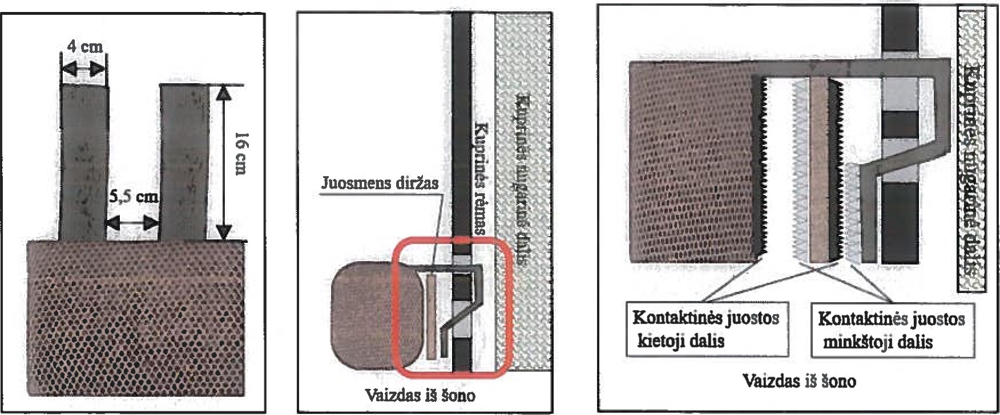 4 cm
16 cm
5,5 cm
Juosmens diržas
Kuprinės rėmas
Kuprinės nugarinė dalis
Vaizdas iš šono
Kuprinės nugarinė dalis
Kontaktinės juostos
kietoji dalis
Kontaktinės juostos
minkštoji dalis
Vaizdas iš šono